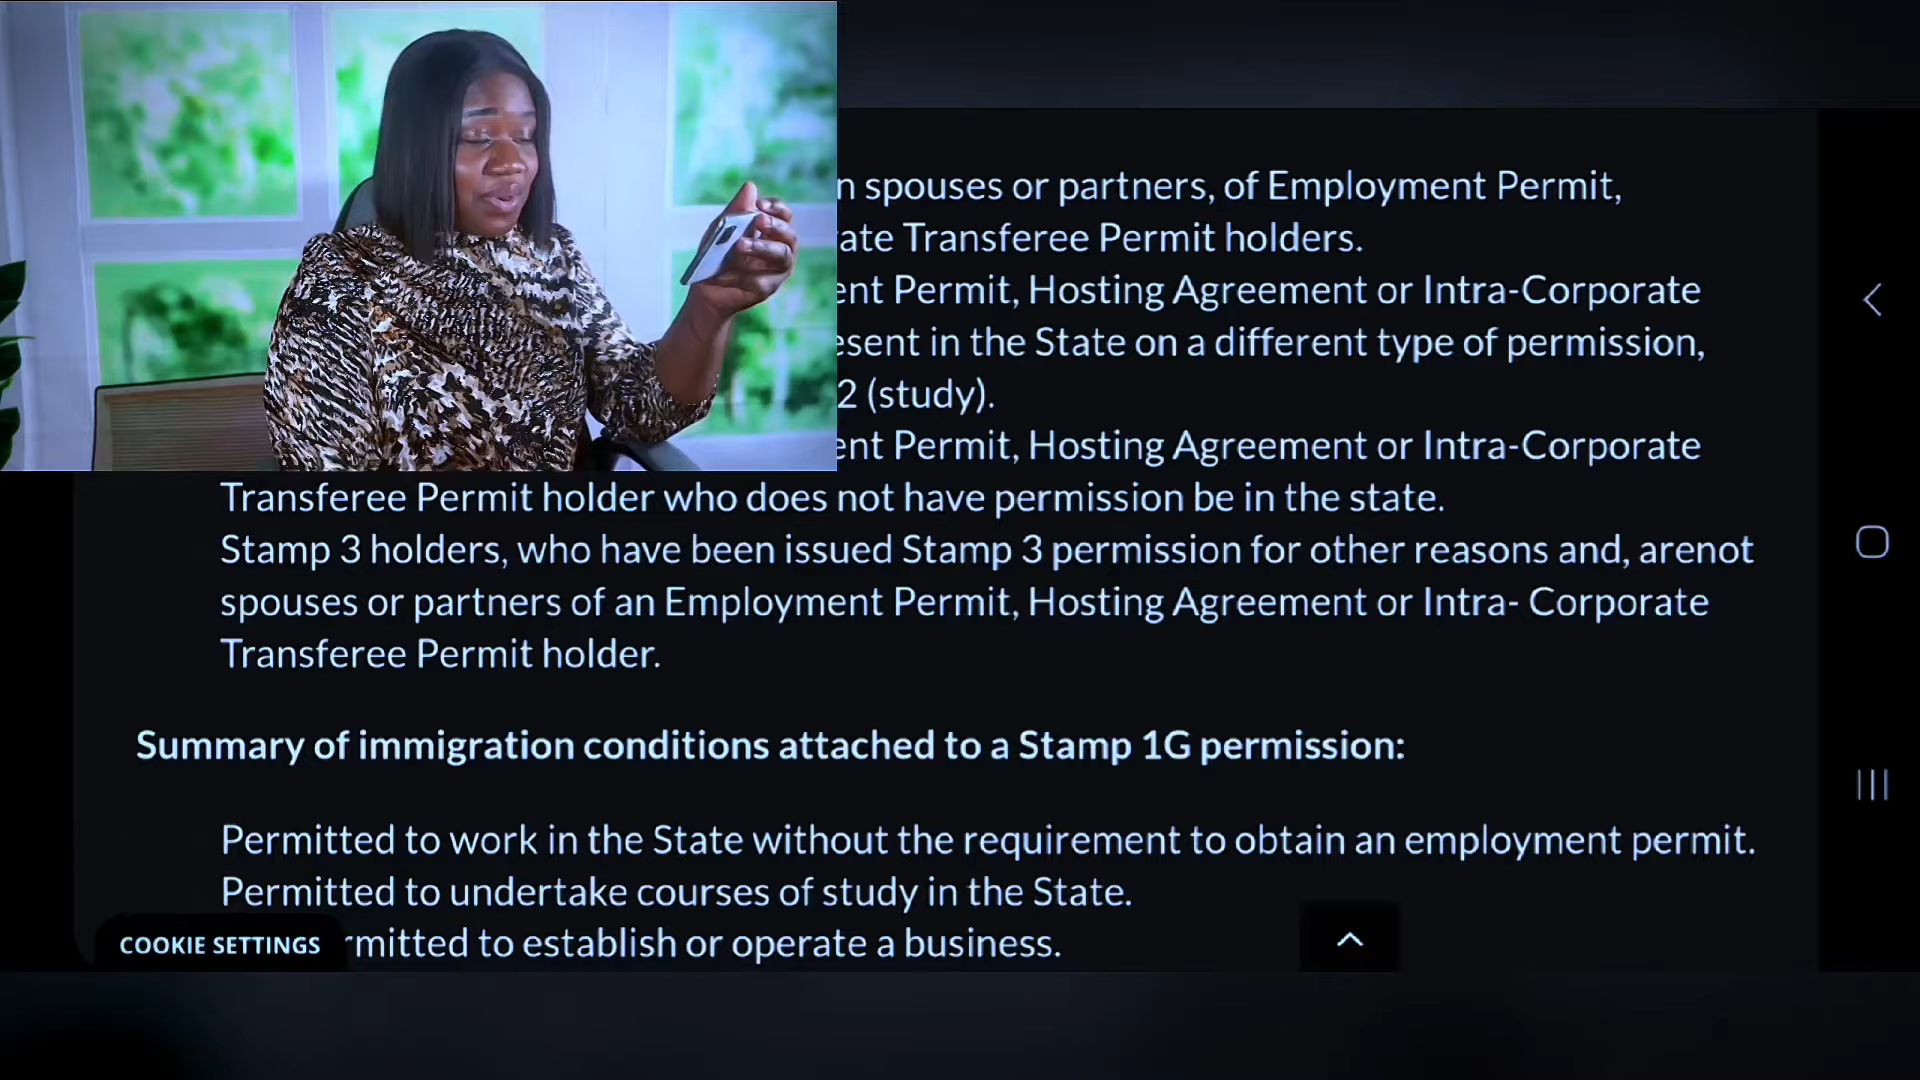 spouses or partners, of Employment Permit,
Transferee Permit holders.
Permit, Hosting Agreement or Intra-Corporate
in the State on a different type of permission,
2 (study).
Permit, Hosting Agreement or Intra-Corporate
Transferee Permit holder who does not have permission be in the state.
Stamp 3 holders, who have been issued Stamp 3 permission for other reasons and, arenot
spouses or partners of an Employment Permit, Hosting Agreement or Intra- Corporate
Transferee Permit holder.
Summary of immigration conditions attached to a Stamp 1G permission:
Permitted to work in the State without the requirement to obtain an employment permit.
Permitted to undertake courses of study in the State.
COOKIE SETTINGS
to establish or operate a business.